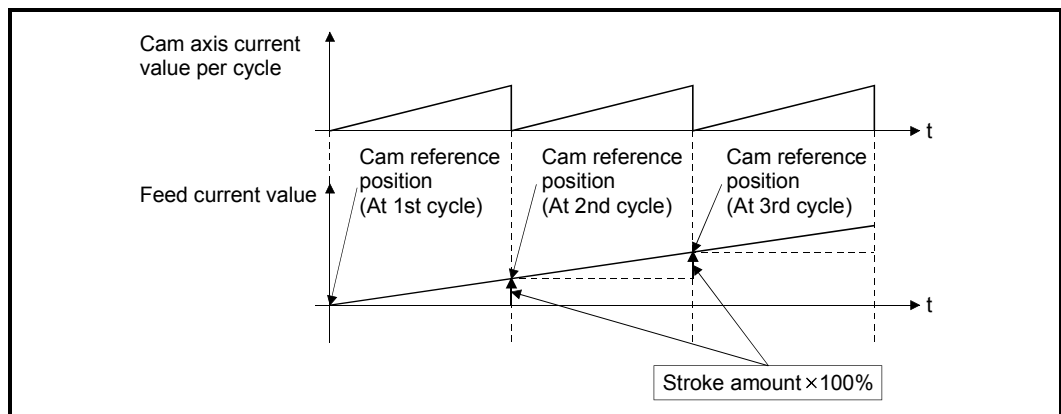 Cam axis current
value per cycle
t
Cam reference
position
(At 1st cycle)
Cam reference
position
(At 2nd cycle)
Cam reference
position
(At 3rd cycle)
Feed current value
t
Stroke amount×100%